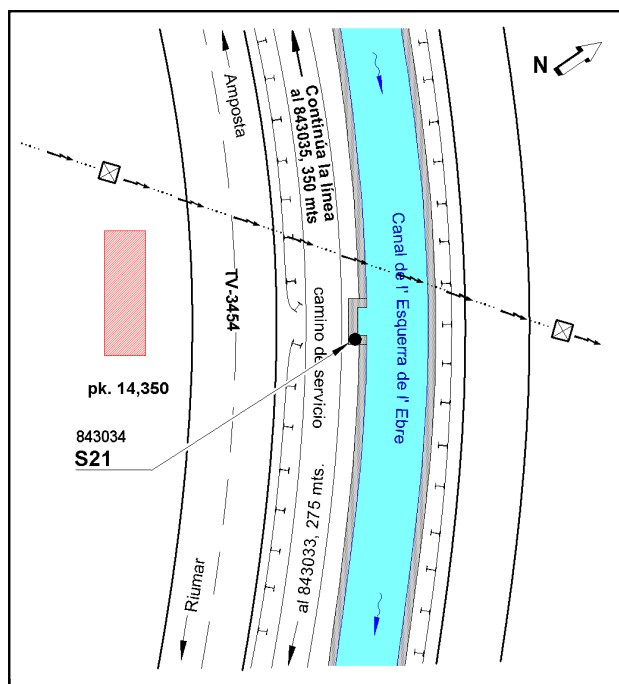 N
Amposta
Continúa la línea
al 843035, 350 mts
Canal de l' Esquerra de l' Ebre
TV-3454
camino de servicio
pk. 14,350
843034
S21
al 843033, 275 mts.
Riumar